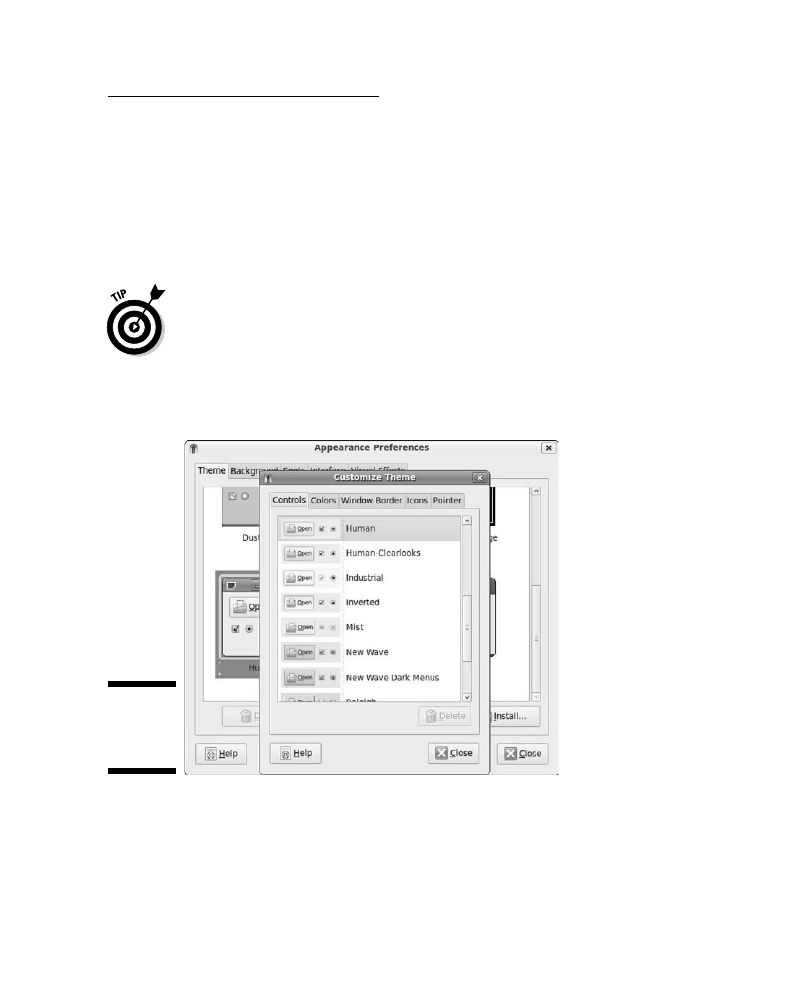 TIP
Appearance Preferences
Theme Background Fonts Interface Visual Effects
Customize Theme
Controls Colors Window Border Icons Pointer
Open Human
Open Human-Clearlooks
Open Industrial
Open Inverted
Open Mist
Open New Wave
Open New Wave Dark Menus
Open Raleigh
Delete
Help Close
Dust
ge
Op
Hu
D
Install...
Help
Close